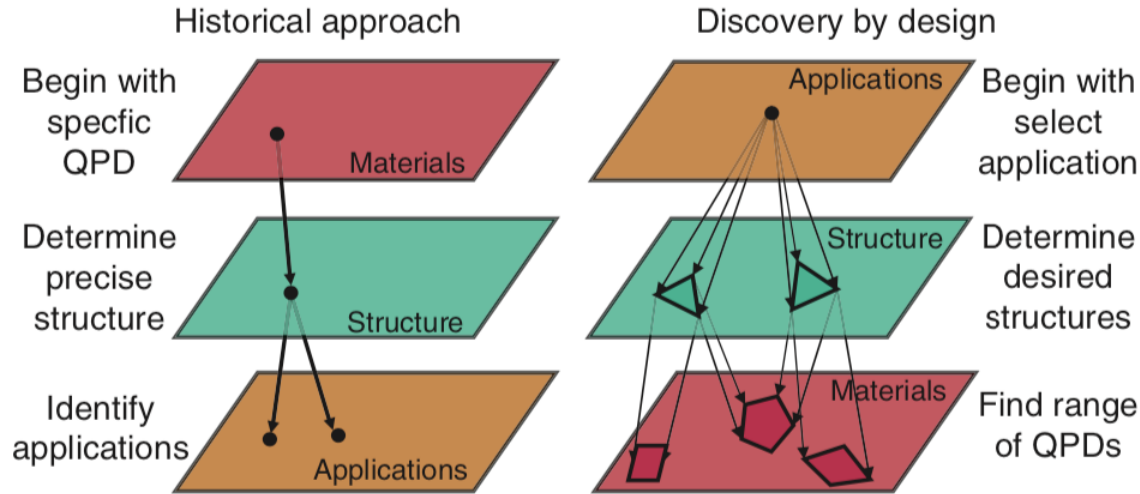 Historical approach
Begin with
specfic
QPD
Materials
Determine
precise
structure
Structure
Identify
applications
Applications
Discovery by design
Applications
Begin with
select
application
Structure
Determine
desired
structures
Materials
Find range
of QPDs